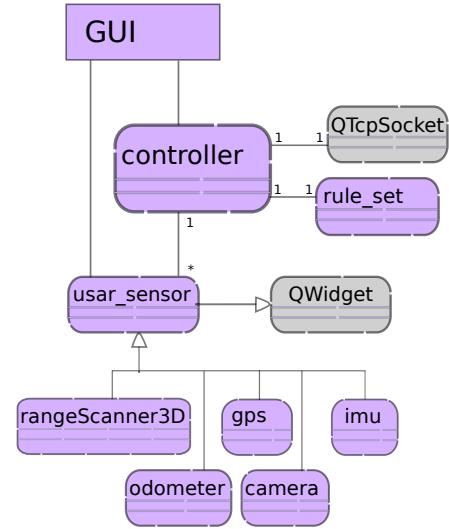 GUI
controller
1
1
QTcpSocket
1
1
rule_set
1
*
usar_sensor
QWidget
rangeScanner3D
gps
imu
odometer
camera